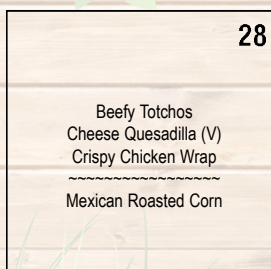 28
Beefy Totchos
Cheese Quesadilla (V)
Crispy Chicken Wrap
~~~~~~~~~~~~~~~~~
Mexican Roasted Corn